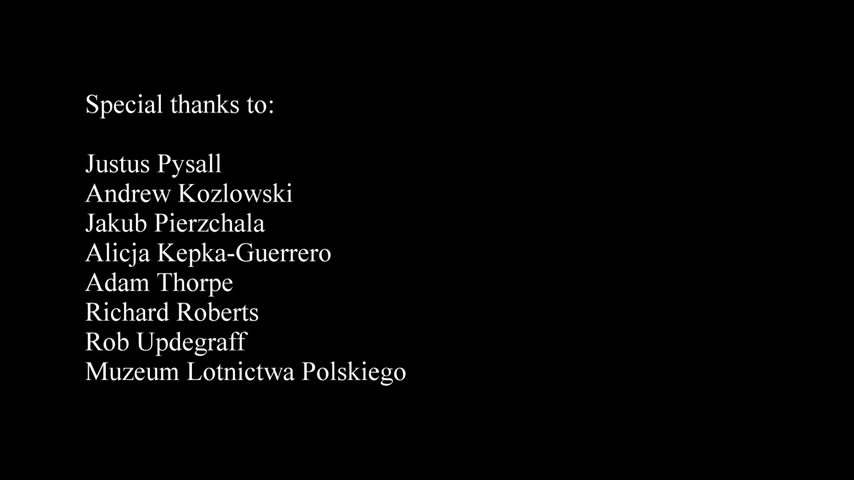 Special thanks to:
Justus Pysall
Andrew Kozlowski
Jakub Pierzchala
Alicja Kepka-Guerrero
Adam Thorpe
Richard Roberts
Rob Updegraff
Muzeum Lotnictwa Polskiego